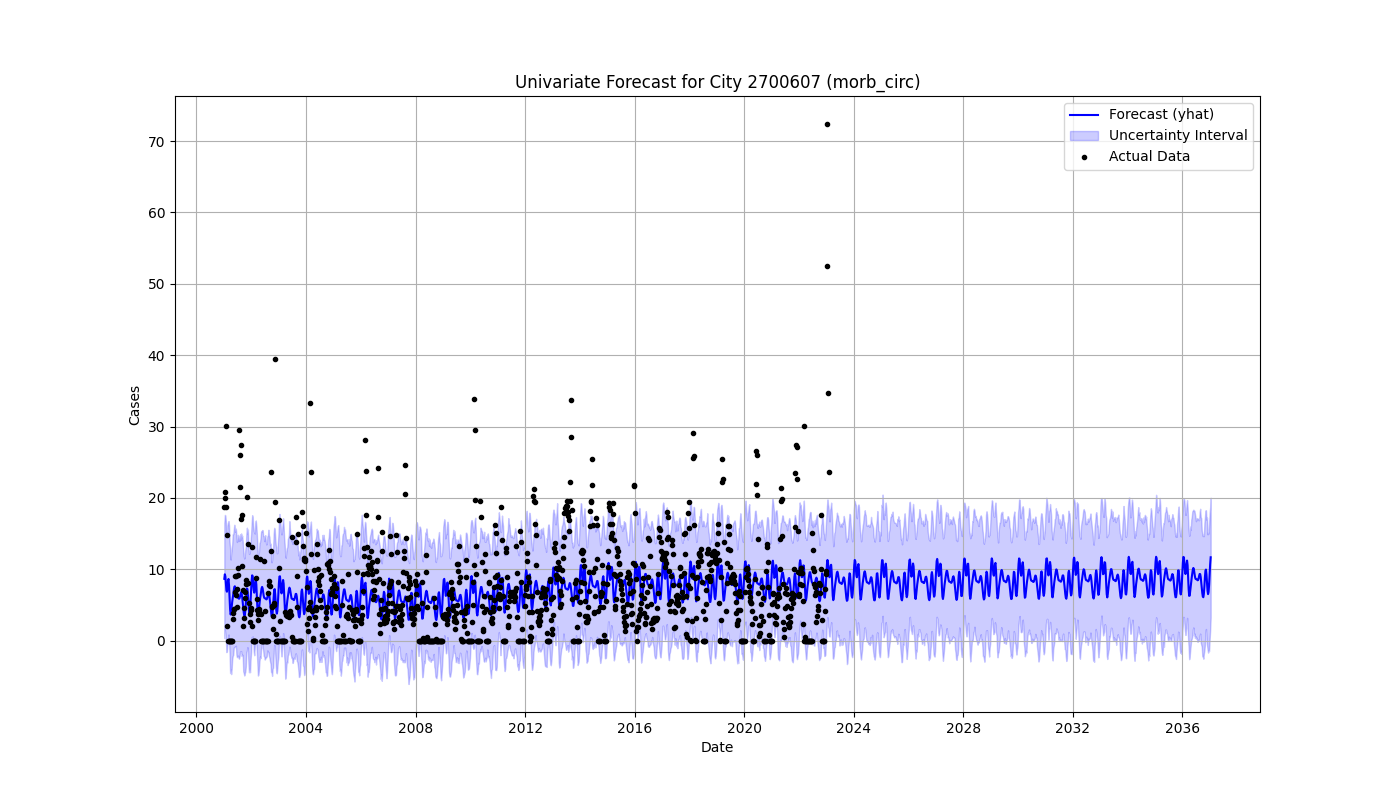 Univariate Forecast for City 2700607 (morb_circ)
Forecast (yhat)
Uncertainty Interval
Actual Data
70
60
50
40
30
20
10
0
Cases
2000 2004 2008 2012 2016 2020 2024 2028 2032 2036
Date